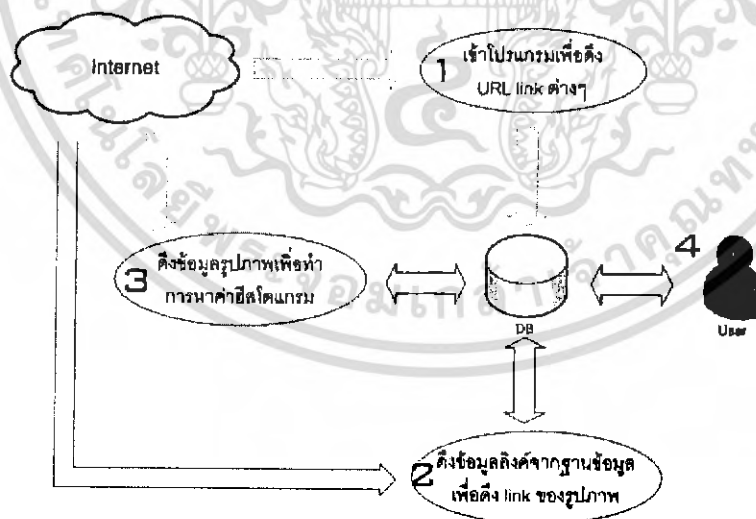 Internet
1 เข้าโปรแกรมเพื่อดึง
URL link ต่างๆ
3 ดึงข้อมูลรูปภาพเพื่อทำ
การหาค่าฮีสโตแกรม
DB
4
User
2 ดึงข้อมูลลิงค์จากฐานข้อมูล
เพื่อดึง link ของรูปภาพ